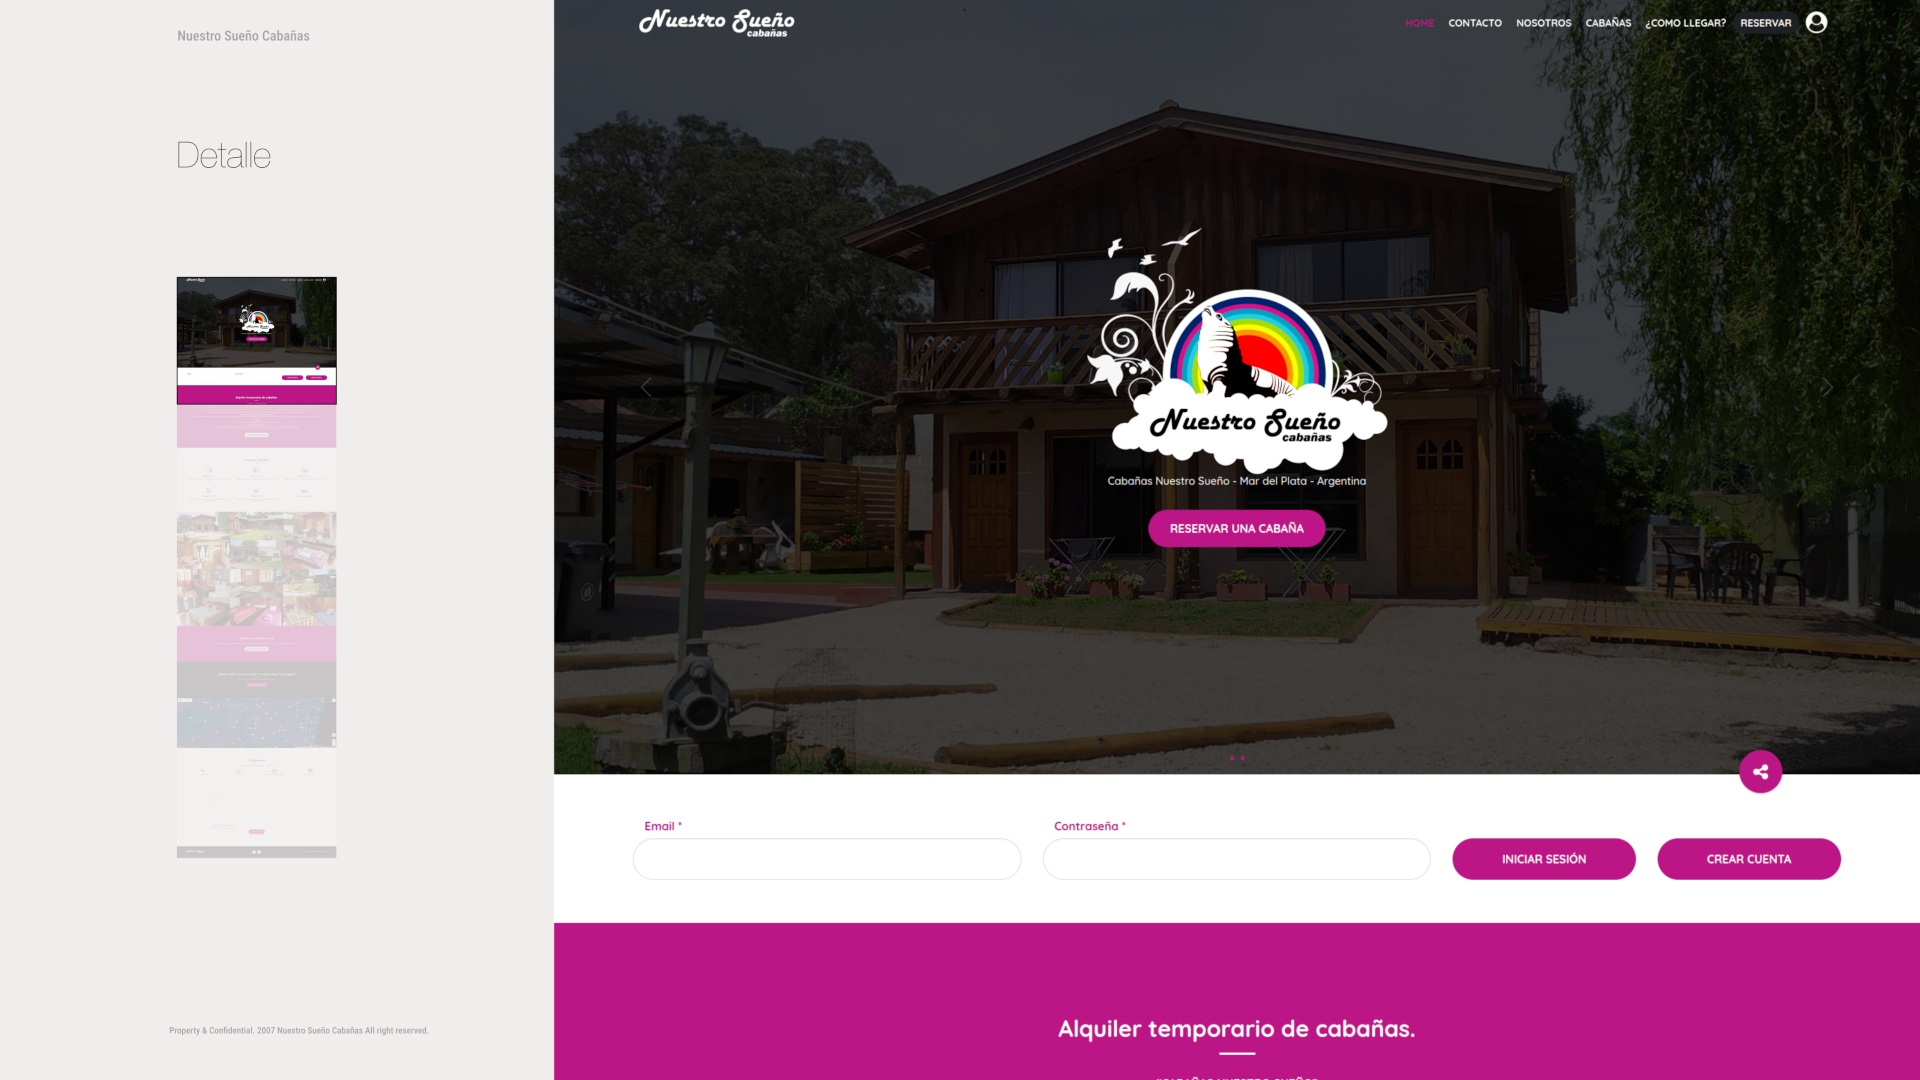 Nuestro Sueño Cabañas
Detalle
Property & Confidential. 2007 Nuestro Sueño Cabañas All right reserved.
Nuestro Sueño
cabañas
HOME CONTACTO NOSOTROS CABAÑAS ¿COMO LLEGAR? RESERVAR
Nuestro Sueño
cabañas
Cabañas Nuestro Sueño - Mar del Plata - Argentina
RESERVAR UNA CABAÑA
Email * Contraseña *
INICIAR SESIÓN CREAR CUENTA
Alquiler temporario de cabañas.